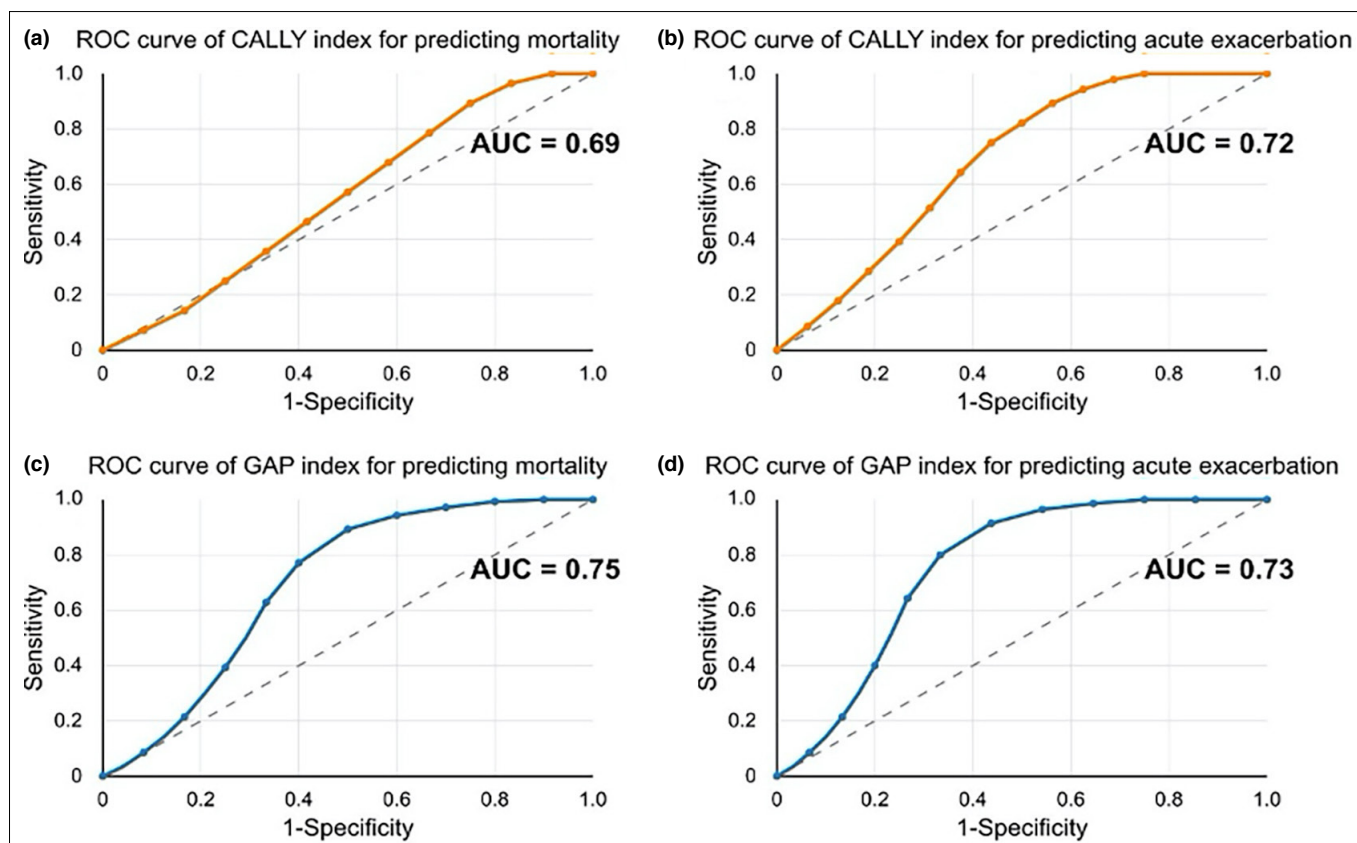 (a) ROC curve of CALLY index for predicting mortality
1.0
0.8
0.6
0.4
0.2
0
Sensitivity
AUC = 0.69
0 0.2 0.4 0.6 0.8 1.0
1-Specificity
(b) ROC curve of CALLY index for predicting acute exacerbation
1.0
0.8
0.6
0.4
0.2
0
Sensitivity
AUC = 0.72
0 0.2 0.4 0.6 0.8 1.0
1-Specificity
(c) ROC curve of GAP index for predicting mortality
1.0
0.8
0.6
0.4
0.2
0
Sensitivity
AUC = 0.75
0 0.2 0.4 0.6 0.8 1.0
1-Specificity
(d) ROC curve of GAP index for predicting acute exacerbation
1.0
0.8
0.6
0.4
0.2
0
Sensitivity
AUC = 0.73
0 0.2 0.4 0.6 0.8 1.0
1-Specificity